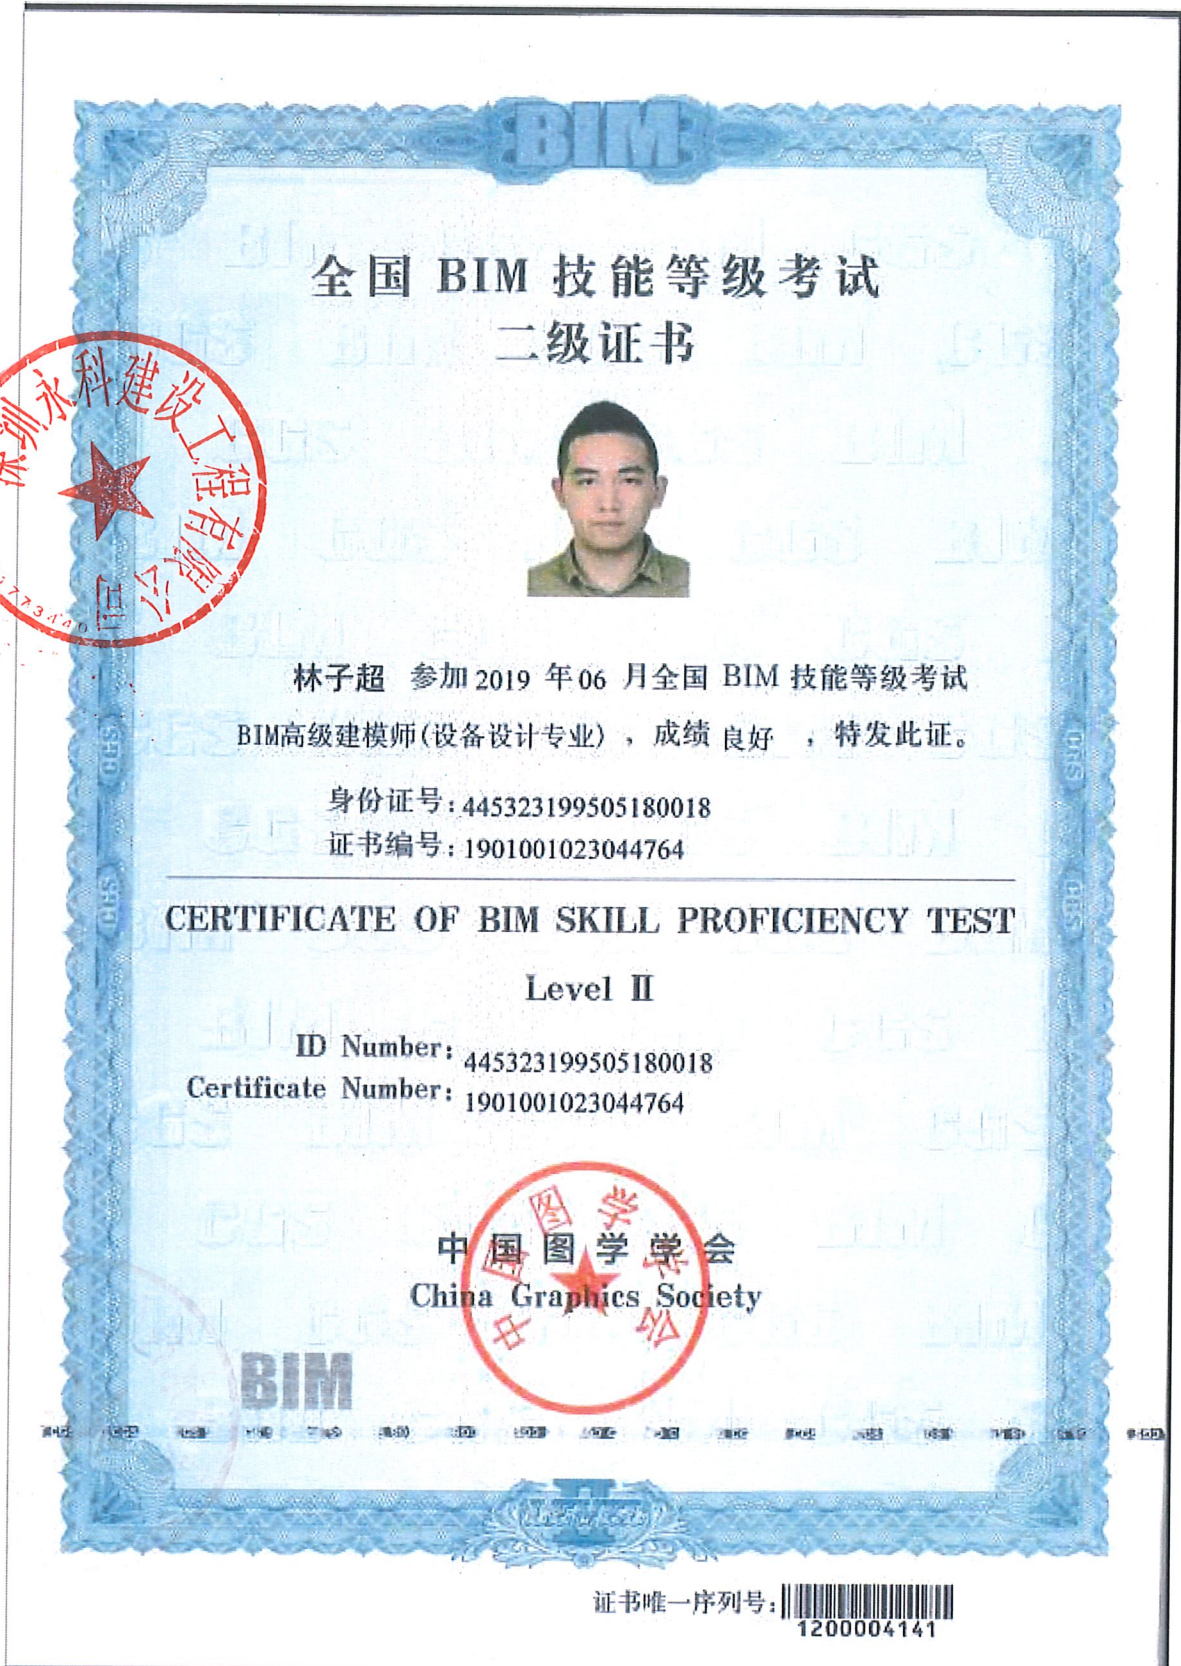 BIM
全国 BIM 技能等级考试
二级证书
圳永科建设工程有限公司
林子超 参加 2019 年 06 月全国 BIM 技能等级考试
BIM高级建模师(设备设计专业) ，成绩 良好 ，特发此证。
身份证号:445323199505180018
证书编号:1901001023044764
CGS
CGS
CGS
CGS
CERTIFICATE OF BIM SKILL PROFICIENCY TEST
Level Ⅱ
ID Number: 445323199505180018
Certificate Number: 1901001023044764
中国图学学会
中国图学学会
China Graphics Society
BIM
Ⅱ
证书唯一序列号:
1200004141